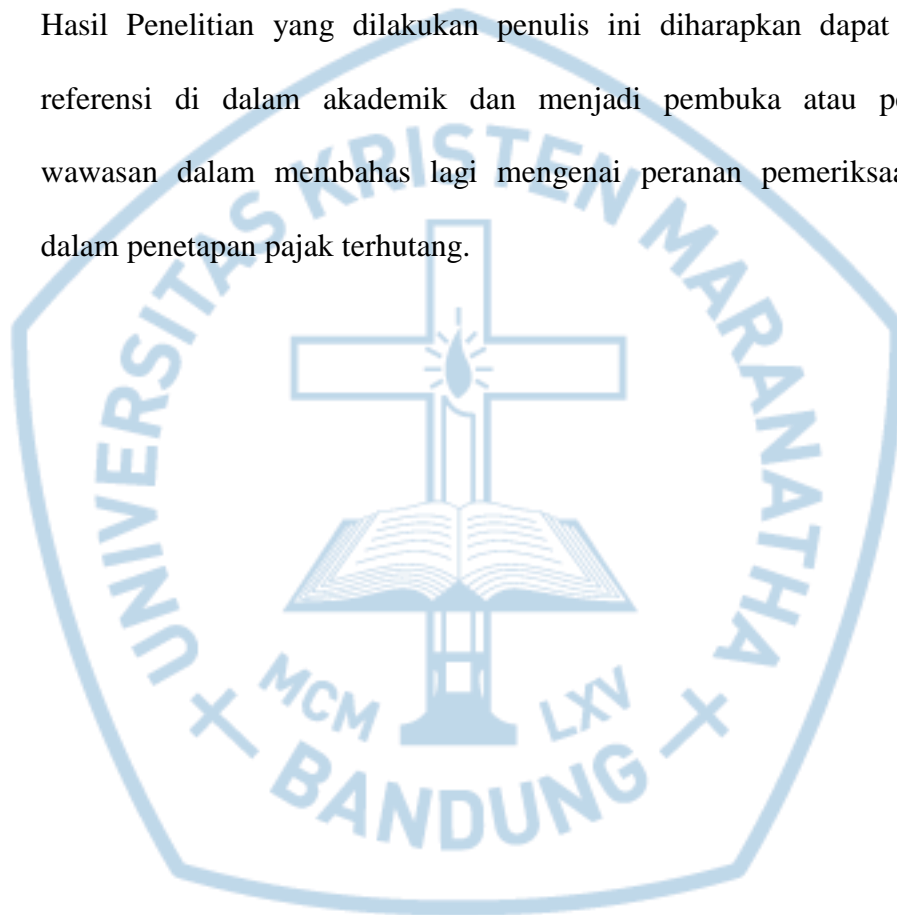 Hasil Penelitian yang dilakukan penulis ini diharapkan dapat
referensi di dalam akademik dan menjadi pembuka atau
wawasan dalam membahas lagi mengenai peranan
dalam penetapan pajak terhutang.
UNIVERSITAS KRISTEN MARANATHA
MCM LXV
BANDUNG